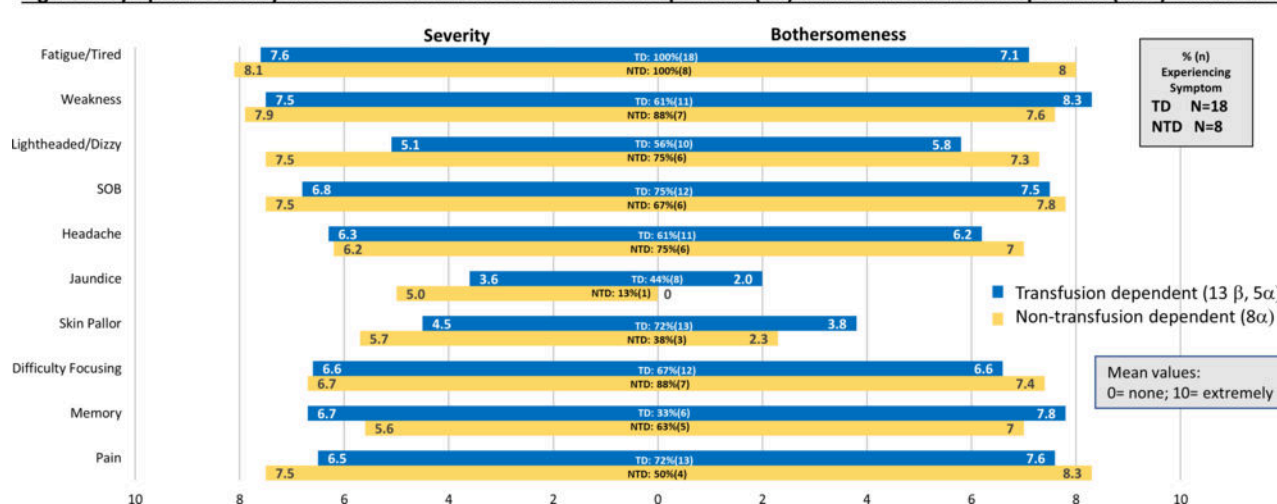 Severity Bothersomeness
Fatigue/Tired 7.6 TD: 100%(18) 7.1
8.1 NTD: 100%(8) 8
Weakness 7.5 TD: 61%(11) 8.3
7.9 NTD: 88%(7) 7.6
Lightheaded/Dizzy 5.1 TD: 56%(10) 5.8
7.5 NTD: 75%(6) 7.3
SOB 6.8 TD: 75%(12) 7.5
7.5 NTD: 67%(6) 7.8
Headache 6.3 TD: 61%(11) 6.2
6.2 NTD: 75%(6) 7
Jaundice 3.6 TD: 44%(8) 2.0
5.0 NTD: 13%(1) 0
Skin Pallor 4.5 TD: 72%(13) 3.8
5.7 NTD: 38%(3) 2.3
Difficulty Focusing 6.6 TD: 67%(12) 6.6
6.7 NTD: 88%(7) 7.4
Memory 6.7 TD: 33%(6) 7.8
5.6 NTD: 63%(5) 7
Pain 6.5 TD: 72%(13) 7.6
7.5 NTD: 50%(4) 8.3
10 8 6 4 2 0 2 4 6 8 10
% (n)
Experiencing
Symptom
TD N=18
NTD N=8
Transfusion dependent (13 β, 5α)
Non-transfusion dependent (8α)
Mean values:
0= none; 10= extremely